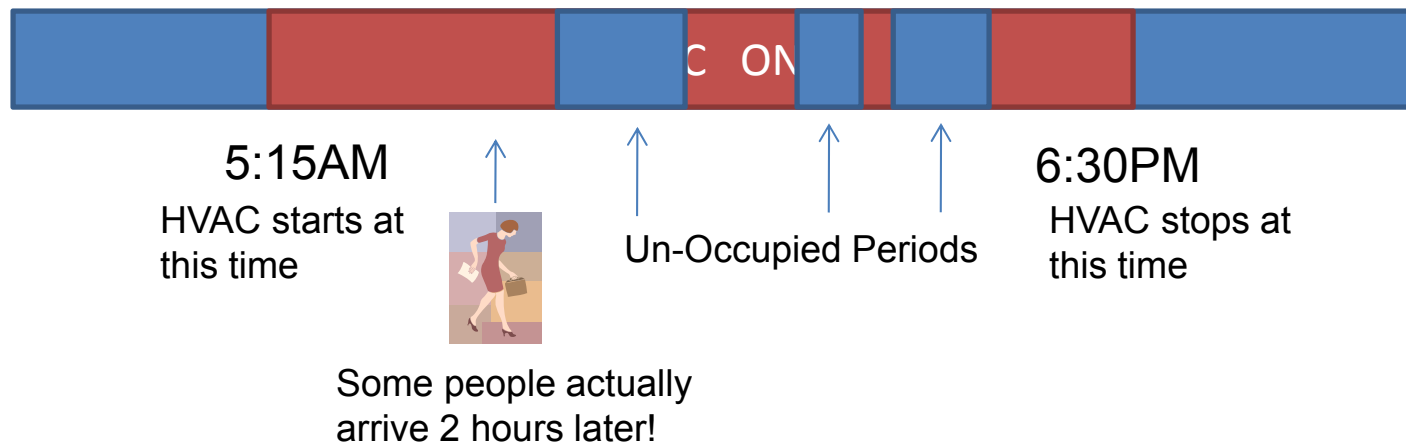 C ON
5:15AM
HVAC starts at
this time
Un-Occupied Periods
6:30PM
HVAC stops at
this time
Some people actually
arrive 2 hours later!